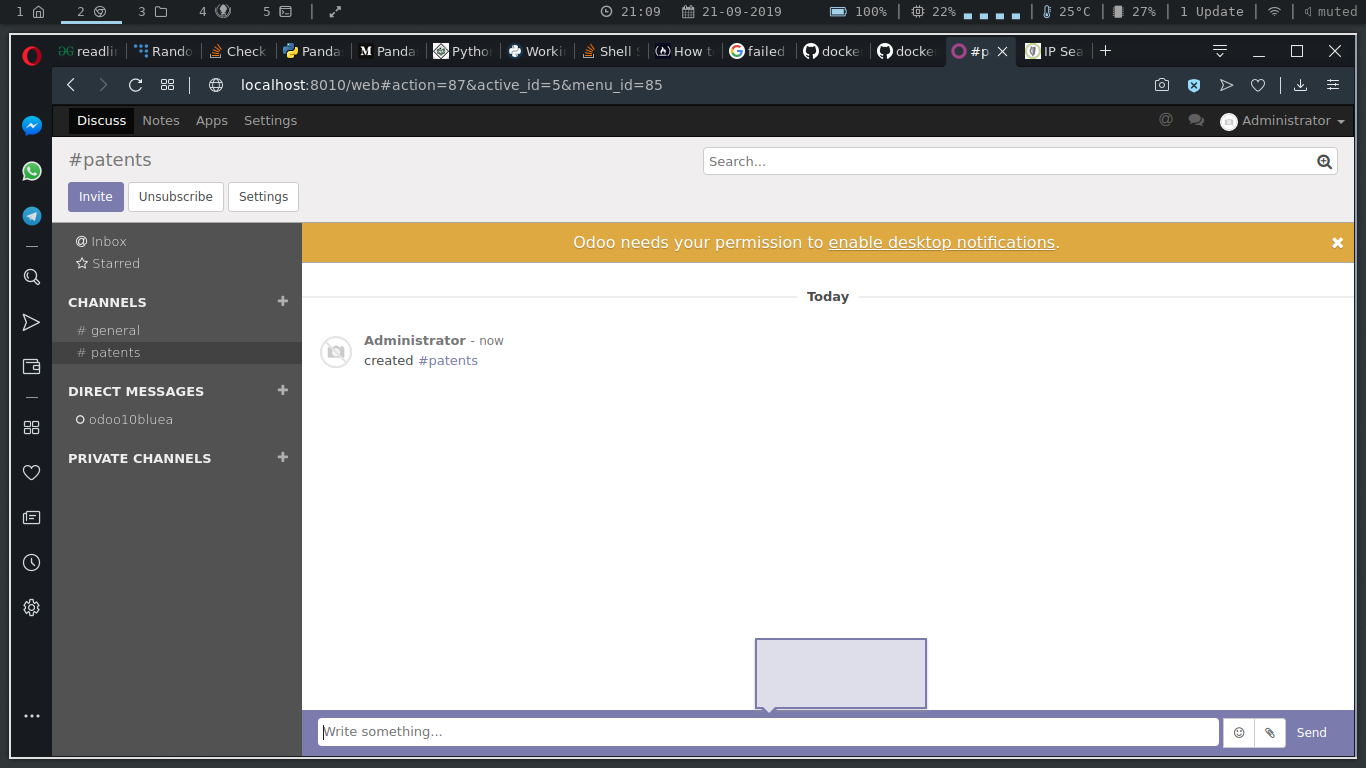 1 2 3 4 5 21:09 21-09-2019 100% 22% 25°C 27% 1 Update muted
readli Rando Check Panda Panda Pytho Worki Shell S How t failed docke docke #p IP Sea
localhost:8010/web#action=87&active_id=5&menu_id=85
Discuss Notes Apps Settings @ Administrator
#patents
Search...
Invite Unsubscribe Settings
Inbox
Starred
Odoo needs your permission to enable desktop notifications.
CHANNELS
# general
# patents
DIRECT MESSAGES
odoo10bluea
PRIVATE CHANNELS
Today
Administrator - now
created #patents
Write something...
Send